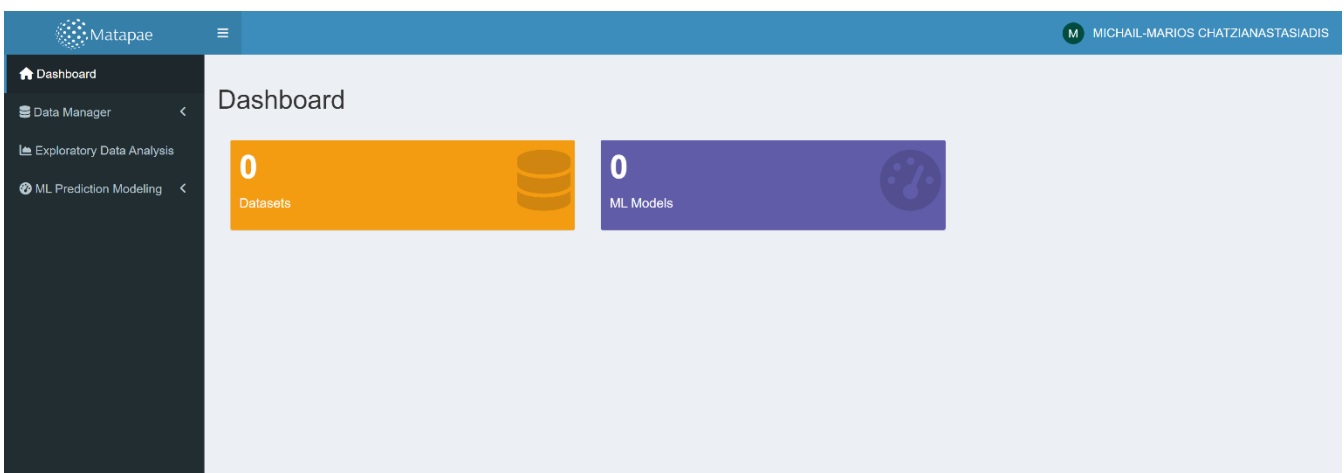 Matapae
M
MICHAIL-MARIOS CHATZIANASTASIADIS
Dashboard
Data Manager
Exploratory Data Analysis
ML Prediction Modeling
Dashboard
0
Datasets
0
ML Models